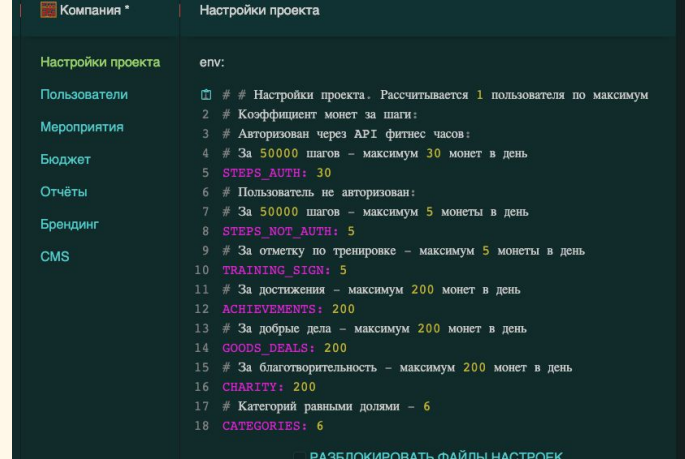 Компания *
Настройки проекта
Настройки проекта
Пользователи
Мероприятия
Бюджет
Отчёты
Брендинг
CMS
env:
# # Настройки проекта. Рассчитывается 1 пользователя по максимум
2 # Коэффициент монет за шаги:
3 # Авторизован через API фитнес часов:
4 # За 50000 шагов – максимум 30 монет в день
5 STEPS_AUTH: 30
6 # Пользователь не авторизован:
7 # За 50000 шагов – максимум 5 монеты в день
8 STEPS_NOT_AUTH: 5
9 # За отметку по тренировке – максимум 5 монеты в день
10 TRAINING_SIGN: 5
11 # За достижения – максимум 200 монет в день
12 ACHIEVEMENTS: 200
13 # За добрые дела – максимум 200 монет в день
14 GOODS_DEALS: 200
15 # За благотворительность – максимум 200 монет в день
16 CHARITY: 200
17 # Категорий равными долями – 6
18 CATEGORIES: 6
РАЗБЛОКИРОВАТЬ ФАЙЛЫ НАСТРОЕК